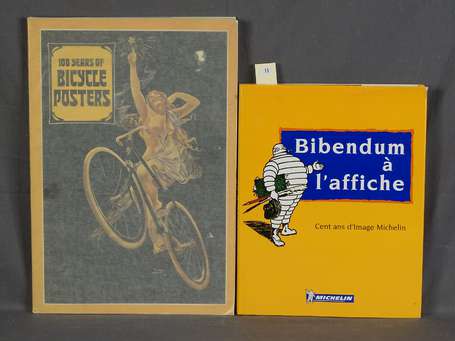 100 YEARS OF
BICYCLE
POSTERS
Bibendum
à
l'affiche
Cent ans d'Image Michelin
MICHELIN